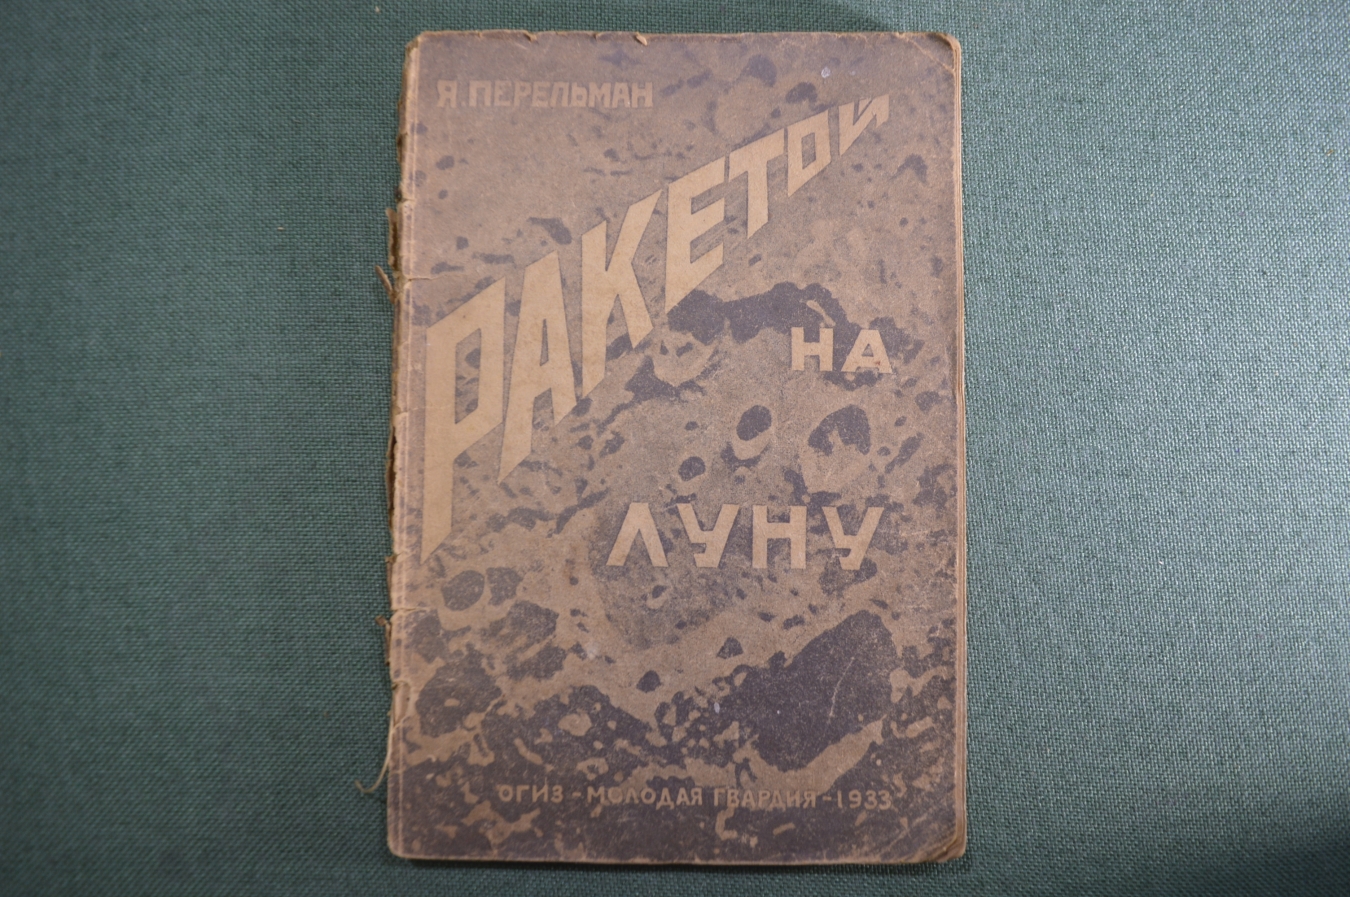 Я. ПЕРЕЛЬМАН
РАКЕТОЙ
НА
ЛУНУ
ОГИЗ - МОЛОДАЯ ГВАРДИЯ - 1933